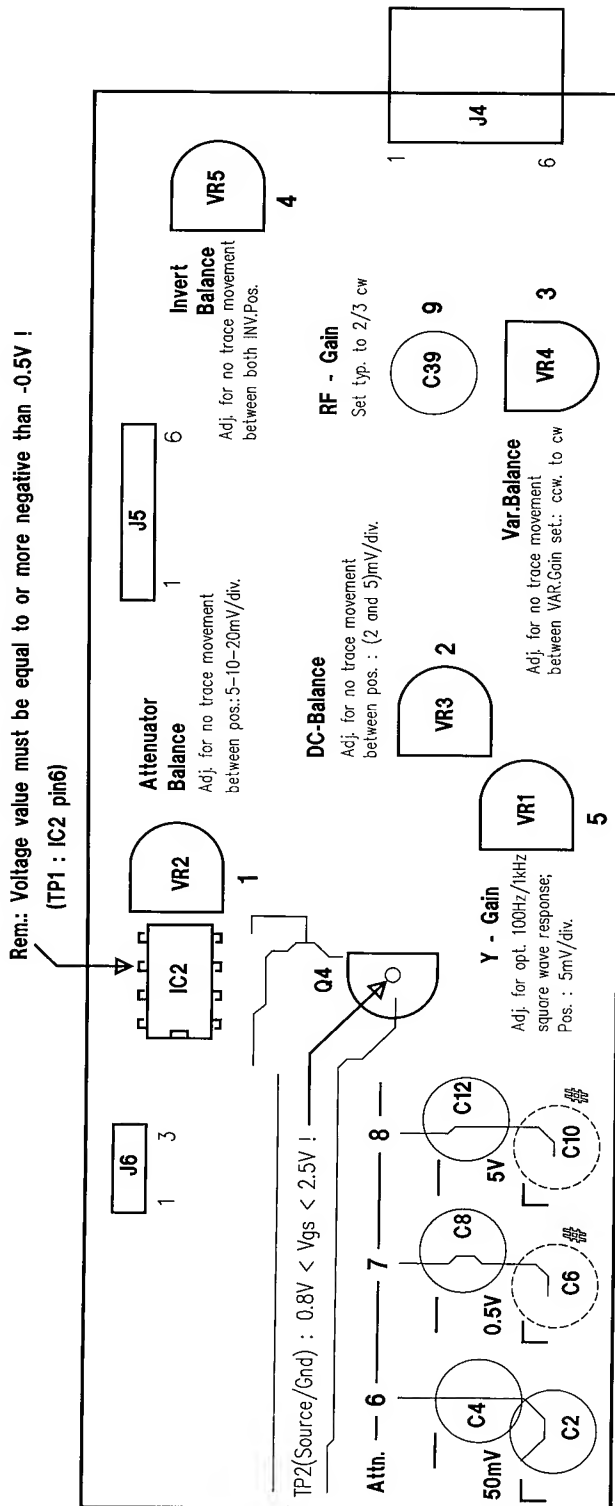 Rem.: Voltage value must be equal to or more negative than -0.5V !
(TP1 : IC2 pin6)
J6
1
3
IC2
VR2
1
Attenuator
Balance
Adj. for no trace movement
between pos.:5-10-20mV/div.
J5
1
6
Invert
Balance
Adj. for no trace movement
between both INV.Pos.
VR5
4
TP2(Source/Gnd) : 0.8V < Vgs < 2.5V !
Q4
DC-Balance
Adj. for no trace movement
between pos. : (2 and 5)mV/div.
VR3
2
RF - Gain
Set typ. to 2/3 cw
C39
9
J4
1
6
Attn.
6
7
8
C4
C8
C12
50mV
0.5V
5V
C2
C6
#
C10
#
Y - Gain
Adj. for opt. 100Hz/1kHz
square wave response;
Pos. : 5mV/div.
VR1
5
Var.Balance
Adj. for no trace movement
between VAR.Gain set.: ccw. to cw
VR4
3